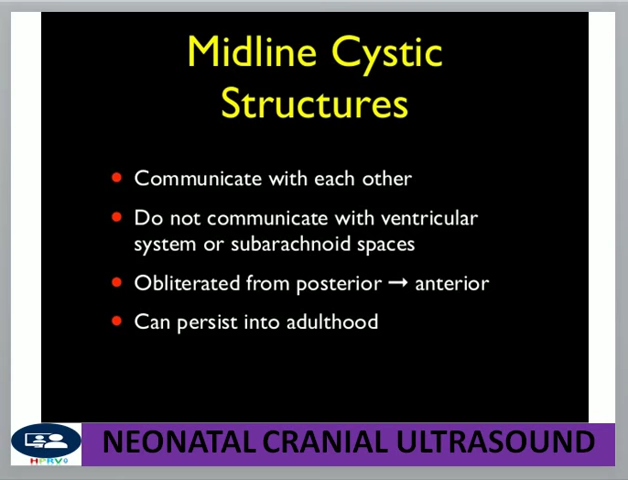 Midline Cystic
Structures
• Communicate with each other
• Do not communicate with ventricular
system or subarachnoid spaces
• Obliterated from posterior → anterior
• Can persist into adulthood
NEONATAL CRANIAL ULTRASOUND
HPRV